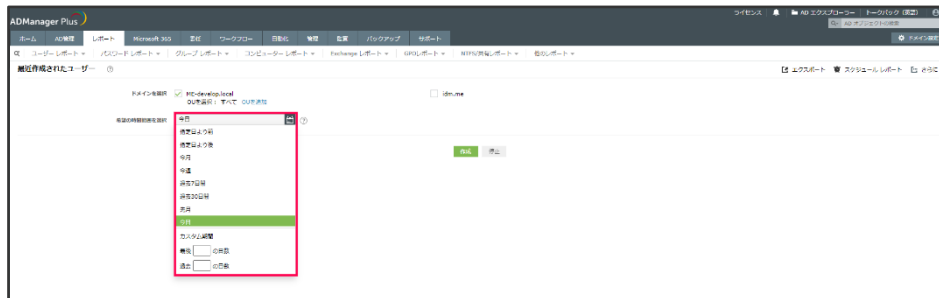 ライセンス AD エクスプローラー トークバック (英語)
ADManager Plus
AD オブジェクトの検索
ホーム AD管理 レポート Microsoft 365 委任 ワークフロー 自動化 管理 監査 バックアップ サポート ドメイン設定
ユーザー レポート パスワード レポート グループ レポート コンピューター レポート Exchange レポート GPOレポート NTFS/共有レポート 他のレポート
最近作成されたユーザー エクスポート スケジュール レポート さらに
ドメインを選択 ME-develop.local idm.me
OUを選択： すべて OUを追加
今日
指定日より前
指定日より後
作成 停止
今月
今週
過去7日間
過去30日間
先月
今日
カスタム期間
最後 の日数
過去 の日数